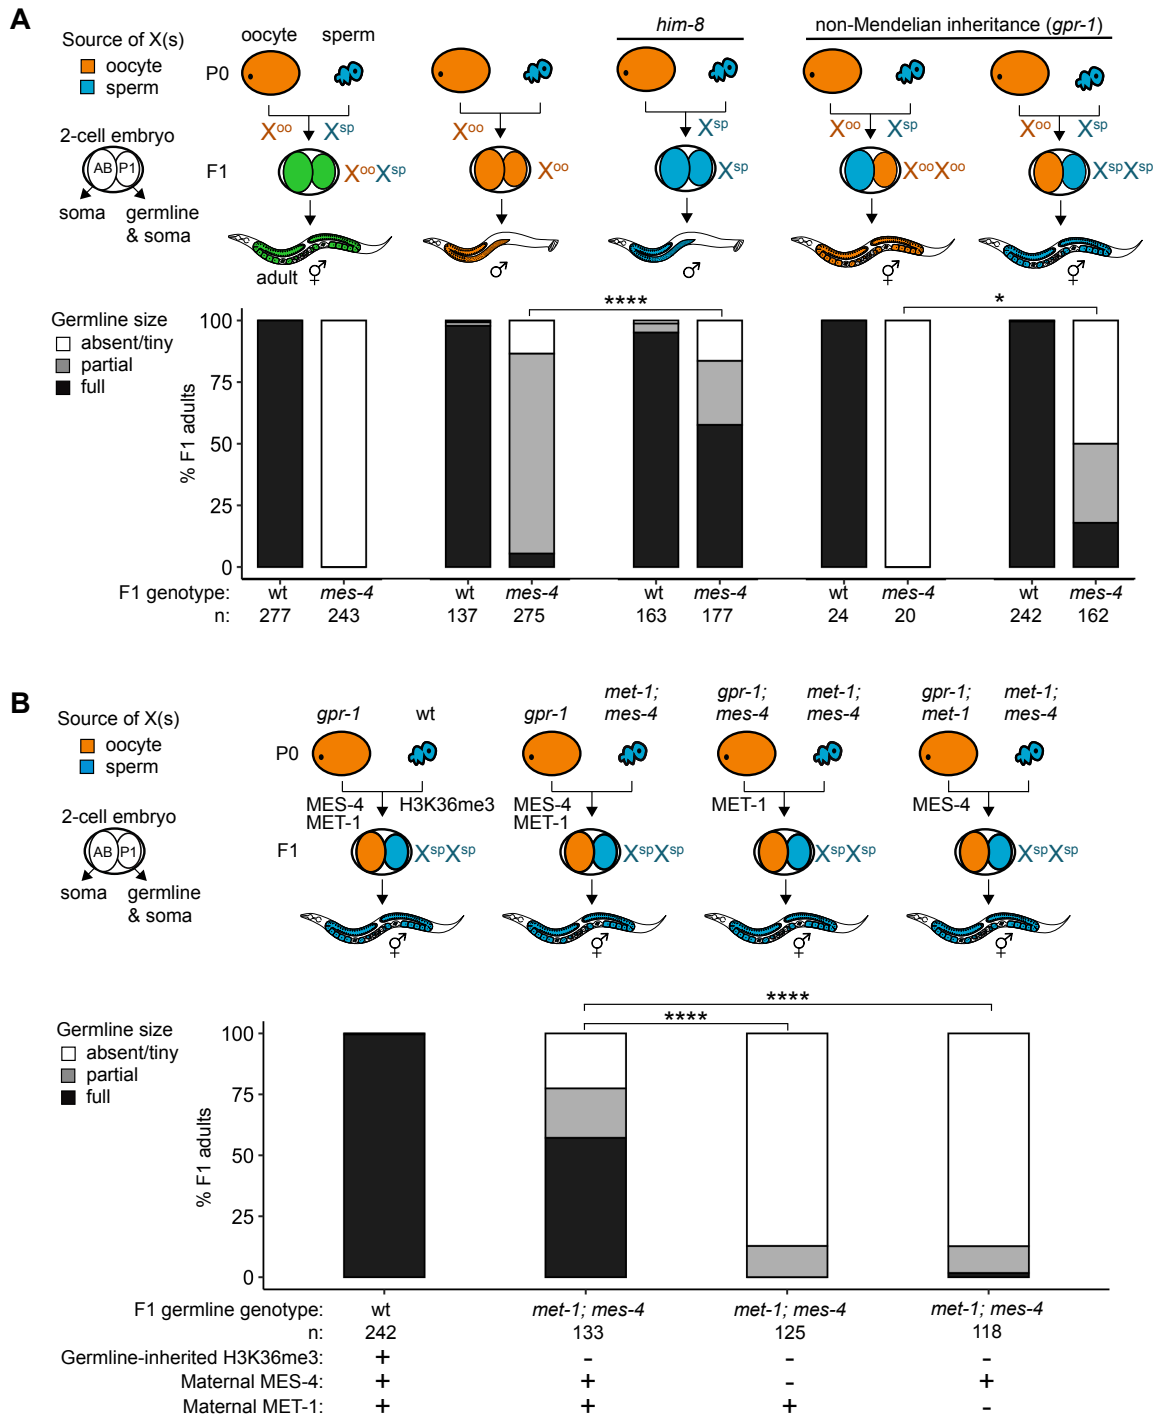 A
Source of X(s)
oocyte
sperm
oocyte sperm
him-8
non-Mendelian inheritance (gpr-1)
P0
Xoo Xsp
Xoo
Xsp
Xoo Xsp
Xoo Xsp
2-cell embryo
AB P1
soma germline & soma
F1
XooXsp
Xoo
Xsp
XooXoo
XspXsp
adult ⚥
♂
♂
⚥
⚥
Germline size
absent/tiny
partial
full
**** *
% F1 adults
100
75
50
25
0
F1 genotype: wt mes-4 wt mes-4 wt mes-4 wt mes-4 wt mes-4
n: 277 243 137 275 163 177 24 20 242 162
B
Source of X(s)
oocyte
sperm
gpr-1 wt
gpr-1 met-1; mes-4
gpr-1; mes-4 met-1; mes-4
gpr-1; met-1 met-1; mes-4
P0
MES-4 MET-1 H3K36me3
MES-4 MET-1
MET-1
MES-4
2-cell embryo
AB P1
soma germline & soma
F1
XspXsp
XspXsp
XspXsp
XspXsp
⚥ ⚥ ⚥ ⚥
Germline size
absent/tiny
partial
full
****
****
% F1 adults
100
75
50
25
0
F1 germline genotype: wt met-1; mes-4 met-1; mes-4 met-1; mes-4
n: 242 133 125 118
Germline-inherited H3K36me3: + - - -
Maternal MES-4: + + - +
Maternal MET-1: + + + -